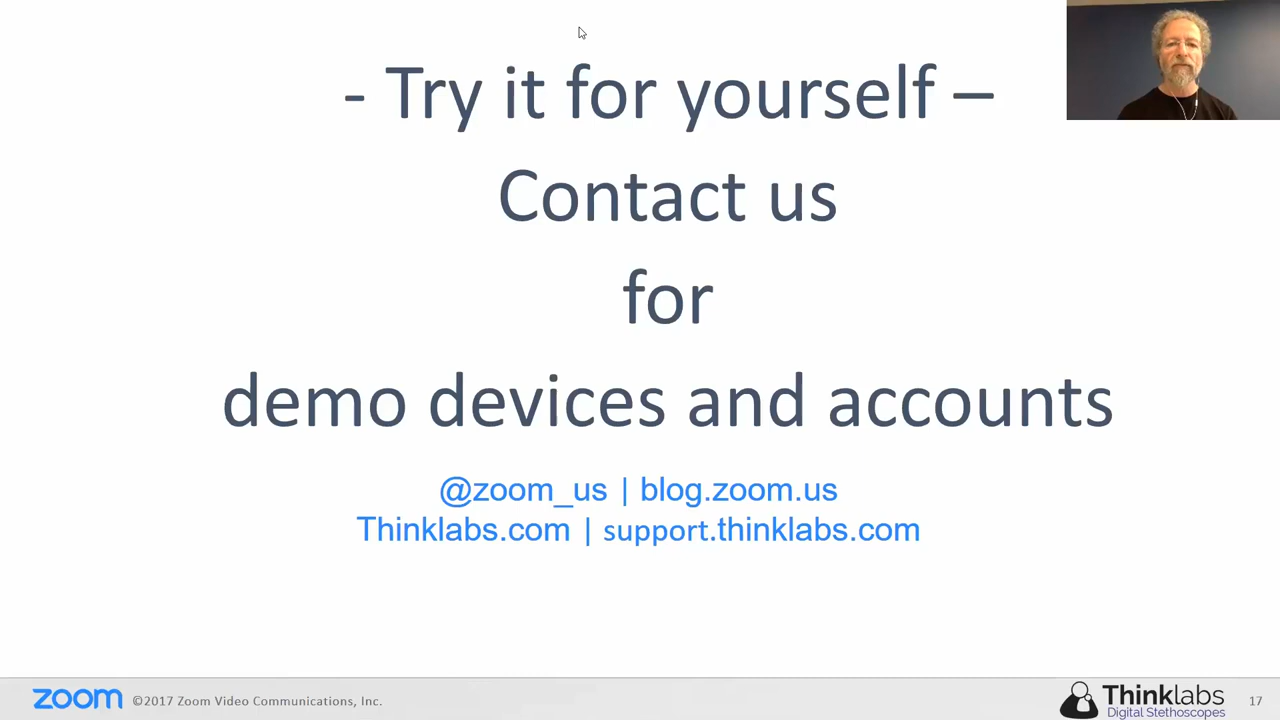 - Try it for yourself –
Contact us
for
demo devices and accounts
@zoom_us | blog.zoom.us
Thinklabs.com | support.thinklabs.com
zoom ©2017 Zoom Video Communications, Inc.
Thinklabs
Digital Stethoscopes
17